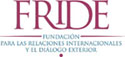 FRIDE
FUNDACIÓN
PARA LAS RELACIONES INTERNACIONALES
Y EL DIÁLOGO EXTERIOR